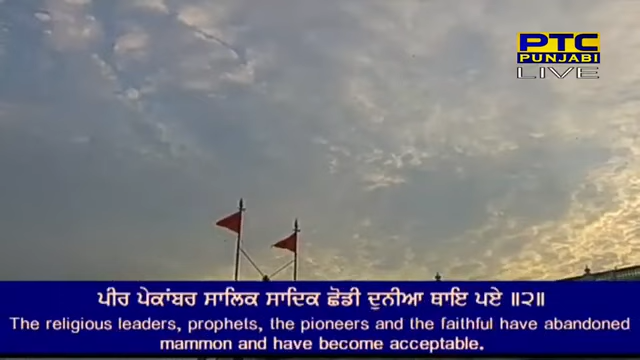 PTC
PUNJABI
LIVE
ਪੀਰ ਪੇਕਾਂਬਰ ਸਾਲਿਕ ਸਾਦਿਕ ਛੋਡੀ ਦੁਨੀਆ ਥਾਇ ਪਏ ॥੨॥
The religious leaders, prophets, the pioneers and the faithful have abandoned
mammon and have become acceptable.